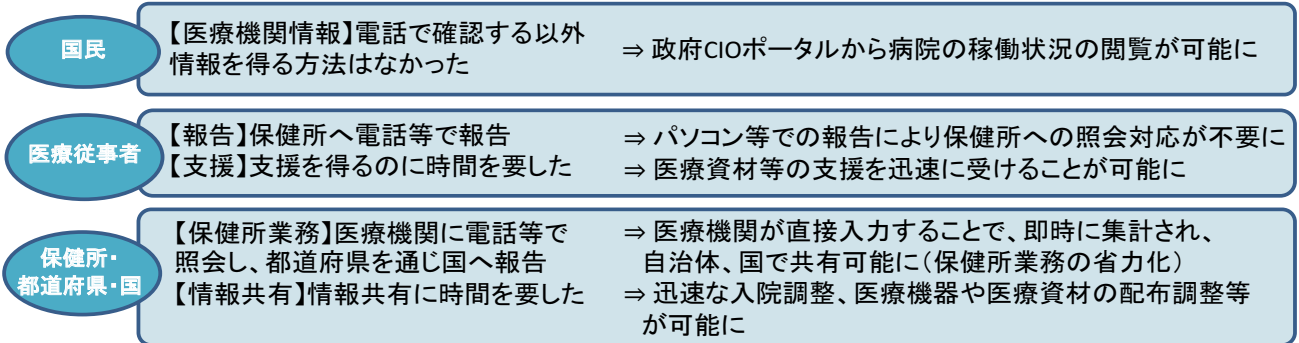 国民
【医療機関情報】電話で確認する以外
情報を得る方法はなかった
⇒ 政府CIOポータルから病院の稼働状況の閲覧が可能に
医療従事者
【報告】保健所へ電話等で報告
【支援】支援を得るのに時間を要した
⇒ パソコン等での報告により保健所への照会対応が不要に
⇒ 医療資材等の支援を迅速に受けることが可能に
保健所・
都道府県・国
【保健所業務】医療機関に電話等で
照会し、都道府県を通じ国へ報告
【情報共有】情報共有に時間を要した
⇒ 医療機関が直接入力することで、即時に集計され、
自治体、国で共有可能に（保健所業務の省力化）
⇒ 迅速な入院調整、医療機器や医療資材の配布調整等
が可能に